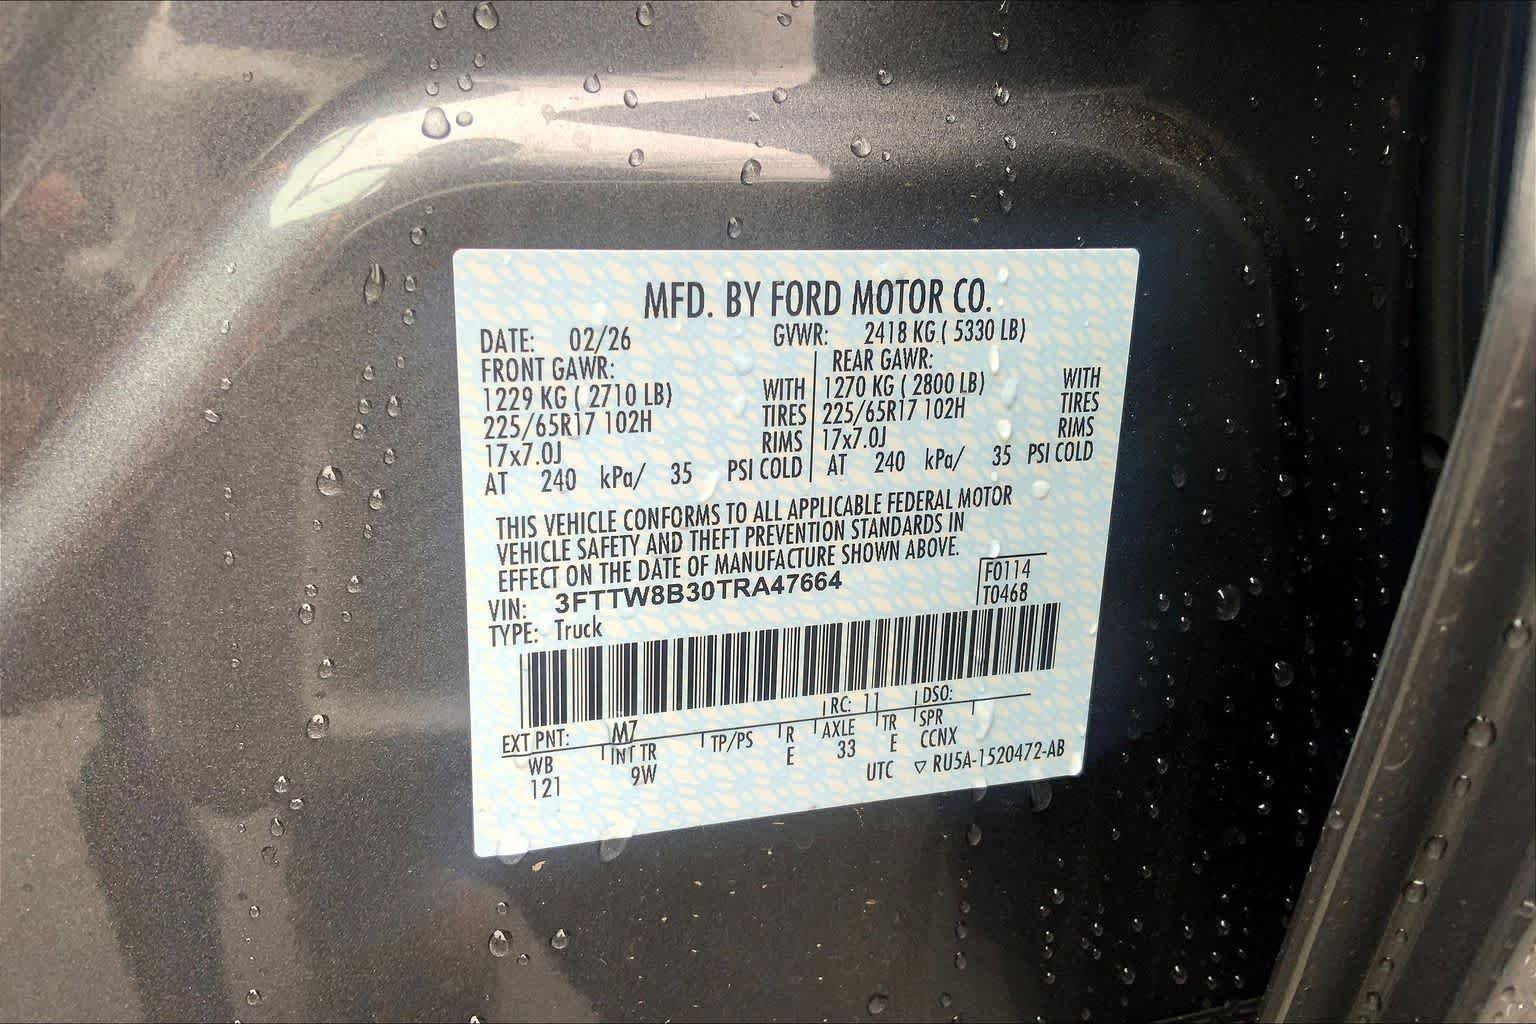 MFD. BY FORD MOTOR CO.
DATE: 02/26 GVWR: 2418 KG ( 5330 LB)
FRONT GAWR: REAR GAWR:
1229 KG ( 2710 LB) WITH 1270 KG ( 2800 LB) WITH
225/65R17 102H TIRES 225/65R17 102H TIRES
17x7.0J RIMS 17x7.0J RIMS
AT 240 kPa/ 35 PSI COLD AT 240 kPa/ 35 PSI COLD
THIS VEHICLE CONFORMS TO ALL APPLICABLE FEDERAL MOTOR
VEHICLE SAFETY AND THEFT PREVENTION STANDARDS IN
EFFECT ON THE DATE OF MANUFACTURE SHOWN ABOVE.
VIN: 3FTTW8B30TRA47664 F0114
TYPE: Truck T0468
EXT PNT: M7 RC: 11 DSO:
WB INT TR TP/PS R AXLE TR SPR
121 9W E 33 E CCNX
UTC ▽ RU5A-1520472-AB